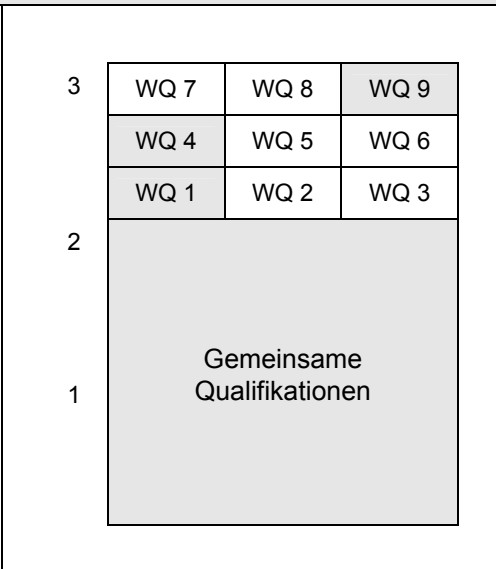 3 WQ 7 WQ 8 WQ 9
WQ 4 WQ 5 WQ 6
WQ 1 WQ 2 WQ 3
2
Gemeinsame
1 Qualifikationen